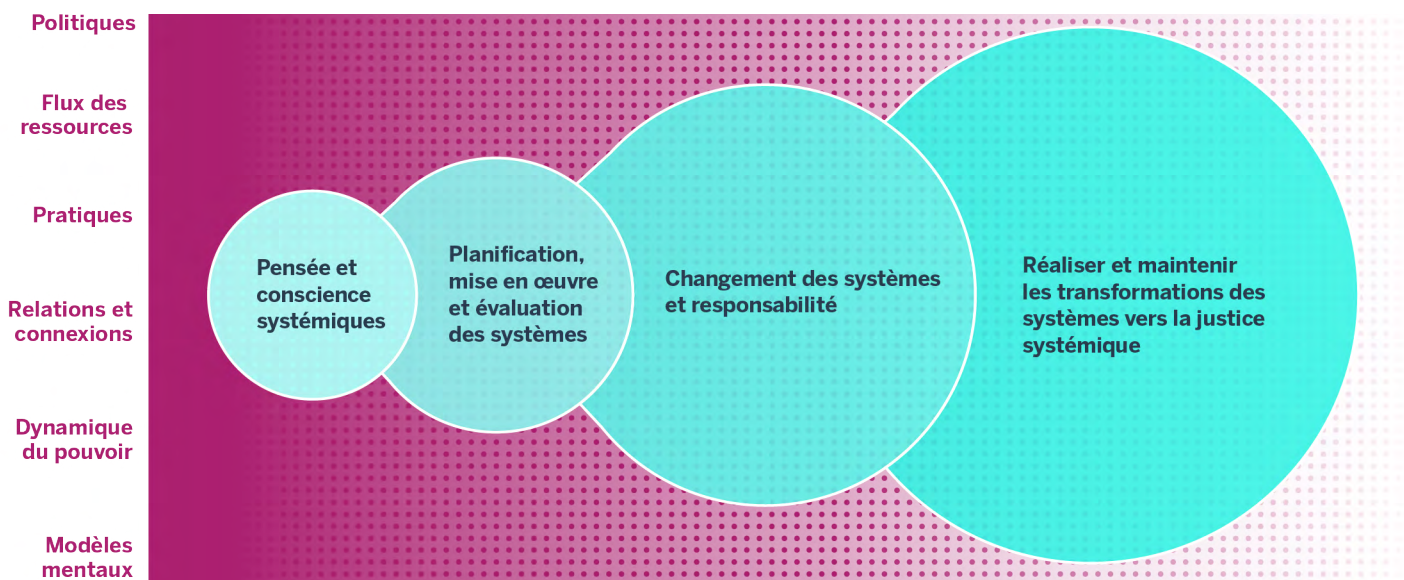 Politiques
Flux des
ressources
Pratiques
Relations et
connexions
Dynamique
du pouvoir
Modèles
mentaux
Pensée et
conscience
systémiques
Planification,
mise en œuvre
et évaluation
des systèmes
Changement des systèmes
et responsabilité
Réaliser et maintenir
les transformations des
systèmes vers la justice
systémique